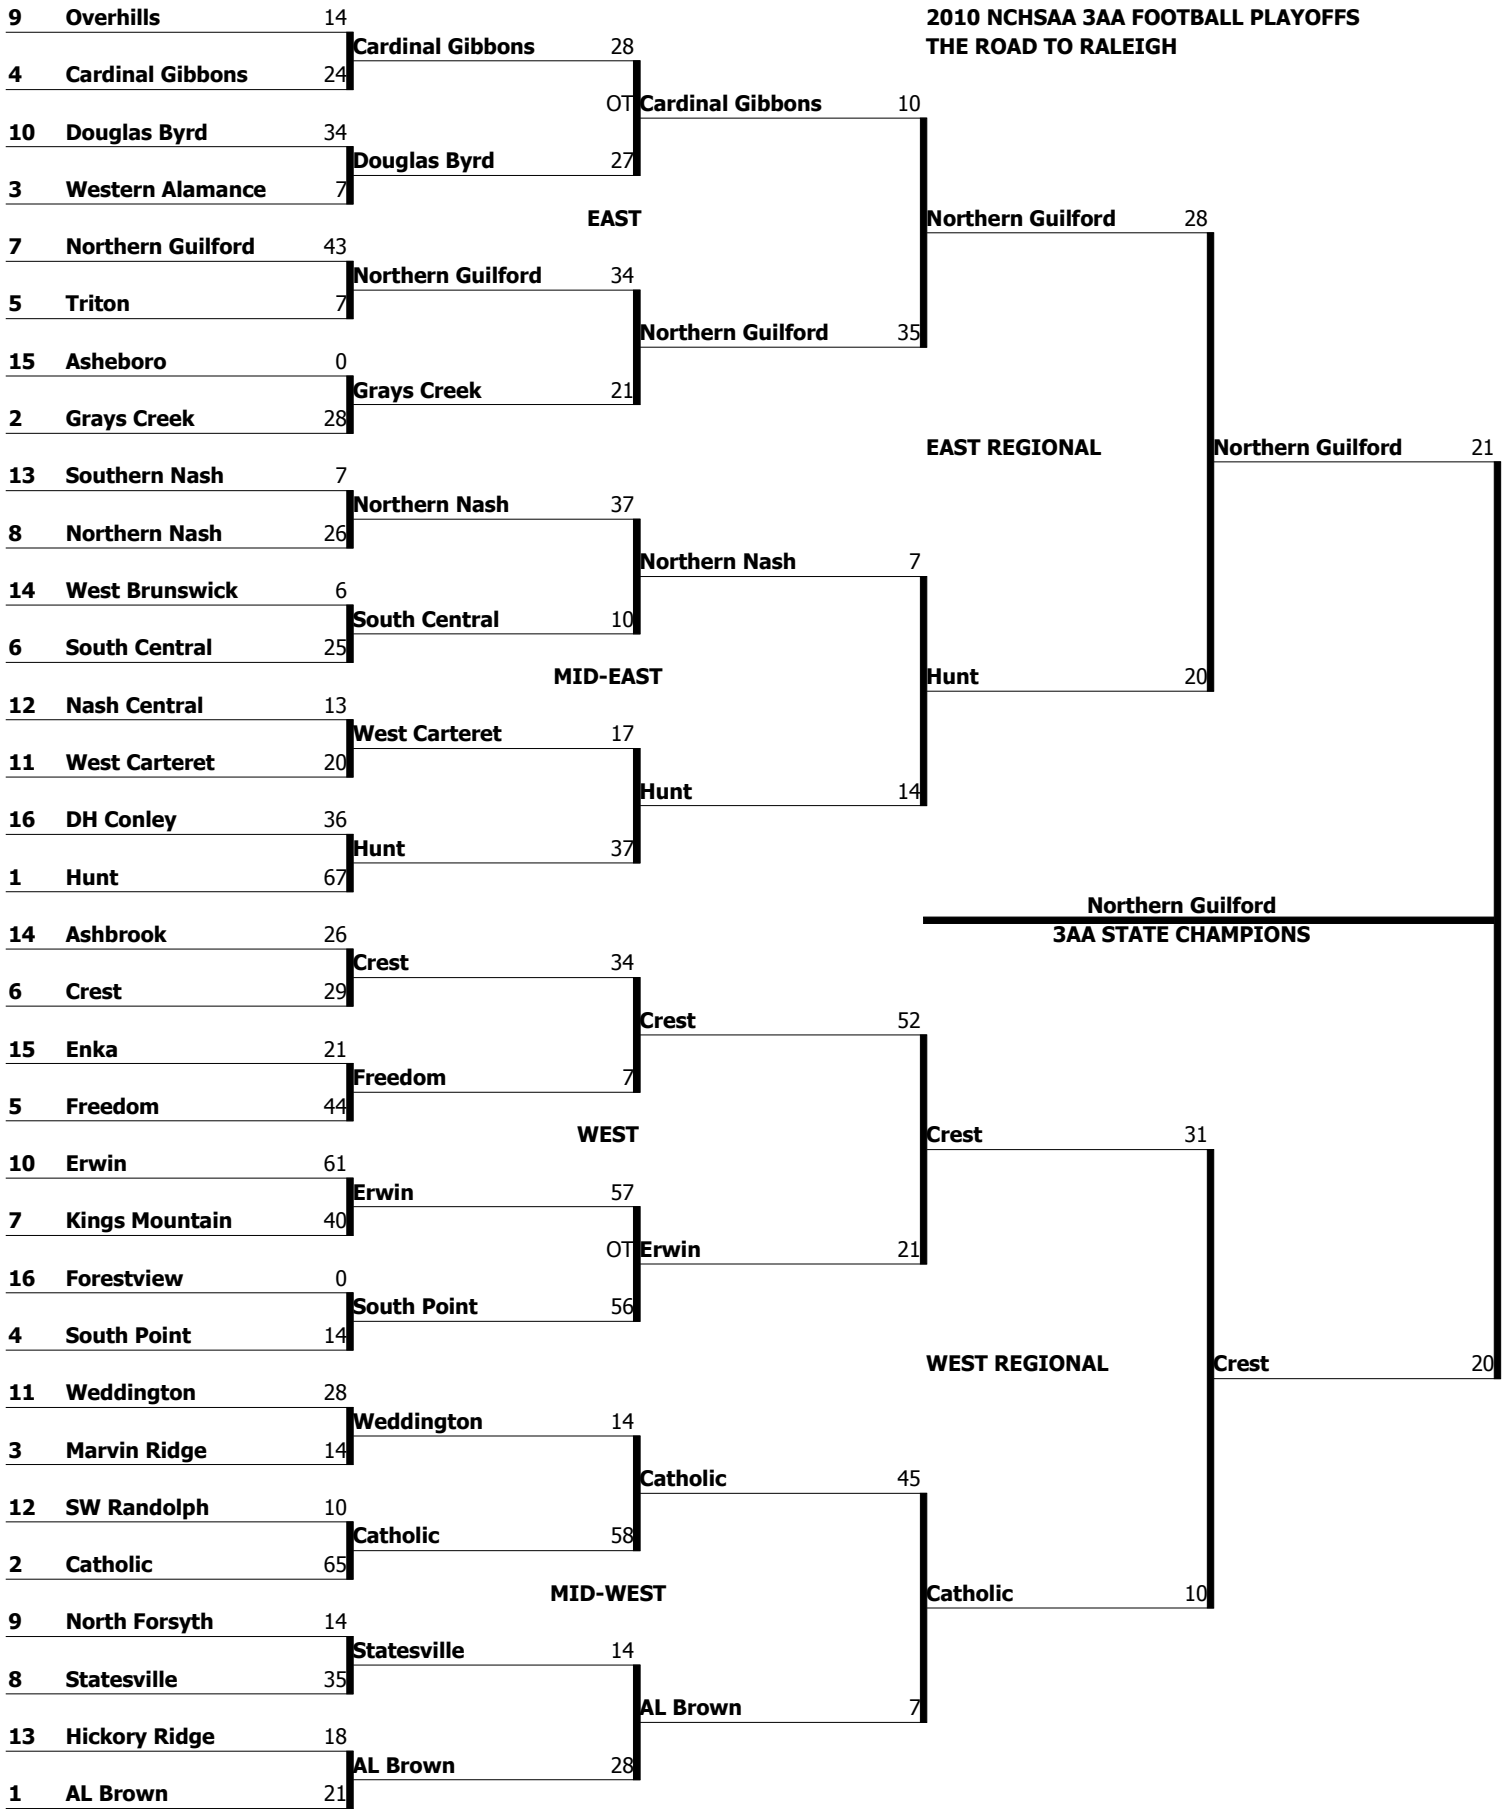 2010 NCHSAA 3AA FOOTBALL PLAYOFFS
THE ROAD TO RALEIGH
9 Overhills 14
4 Cardinal Gibbons 24
10 Douglas Byrd 34
3 Western Alamance 7
7 Northern Guilford 43
5 Triton 7
15 Asheboro 0
2 Grays Creek 28
13 Southern Nash 7
8 Northern Nash 26
14 West Brunswick 6
6 South Central 25
12 Nash Central 13
11 West Carteret 20
16 DH Conley 36
1 Hunt 67
14 Ashbrook 26
6 Crest 29
15 Enka 21
5 Freedom 44
10 Erwin 61
7 Kings Mountain 40
16 Forestview 0
4 South Point 14
11 Weddington 28
3 Marvin Ridge 14
12 SW Randolph 10
2 Catholic 65
9 North Forsyth 14
8 Statesville 35
13 Hickory Ridge 18
1 AL Brown 21
Cardinal Gibbons 28
OT
Douglas Byrd 27
EAST
Northern Guilford 34
Grays Creek 21
Northern Nash 37
South Central 10
MID-EAST
West Carteret 17
Hunt 37
Crest 34
Freedom 7
WEST
Erwin 57
OT
South Point 56
Weddington 14
Catholic 58
MID-WEST
Statesville 14
AL Brown 28
Cardinal Gibbons 10
Northern Guilford 35
Northern Nash 7
Hunt 14
Crest 52
Erwin 21
Catholic 45
AL Brown 7
Northern Guilford 28
EAST REGIONAL
Hunt 20
Crest 31
WEST REGIONAL
Catholic 10
Northern Guilford 21
Crest 20
Northern Guilford
3AA STATE CHAMPIONS